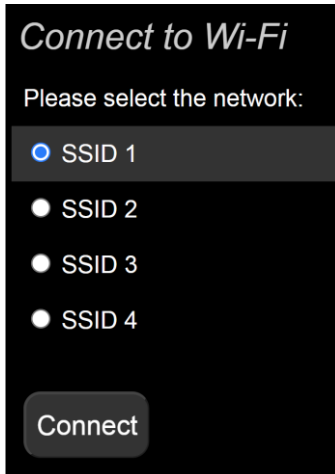 Connect to Wi-Fi
Please select the network:
SSID 1
SSID 2
SSID 3
SSID 4
Connect